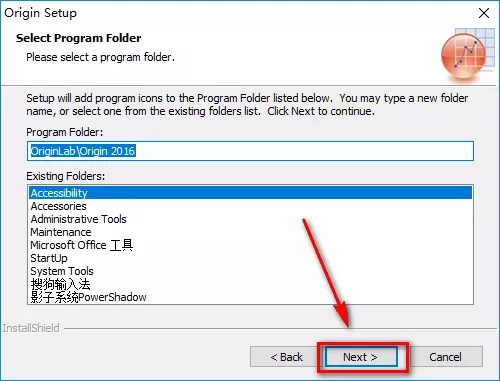 Origin Setup
Select Program Folder
Please select a program folder.
Setup will add program icons to the Program Folder listed below. You may type a new folder
name, or select one from the existing folders list. Click Next to continue.
Program Folder:
OriginLab\Origin 2016
Existing Folders:
Accessibility
Accessories
Administrative Tools
Maintenance
Microsoft Office 工具
StartUp
System Tools
搜狗输入法
影子系统PowerShadow
InstallShield
< Back
Next >
Cancel